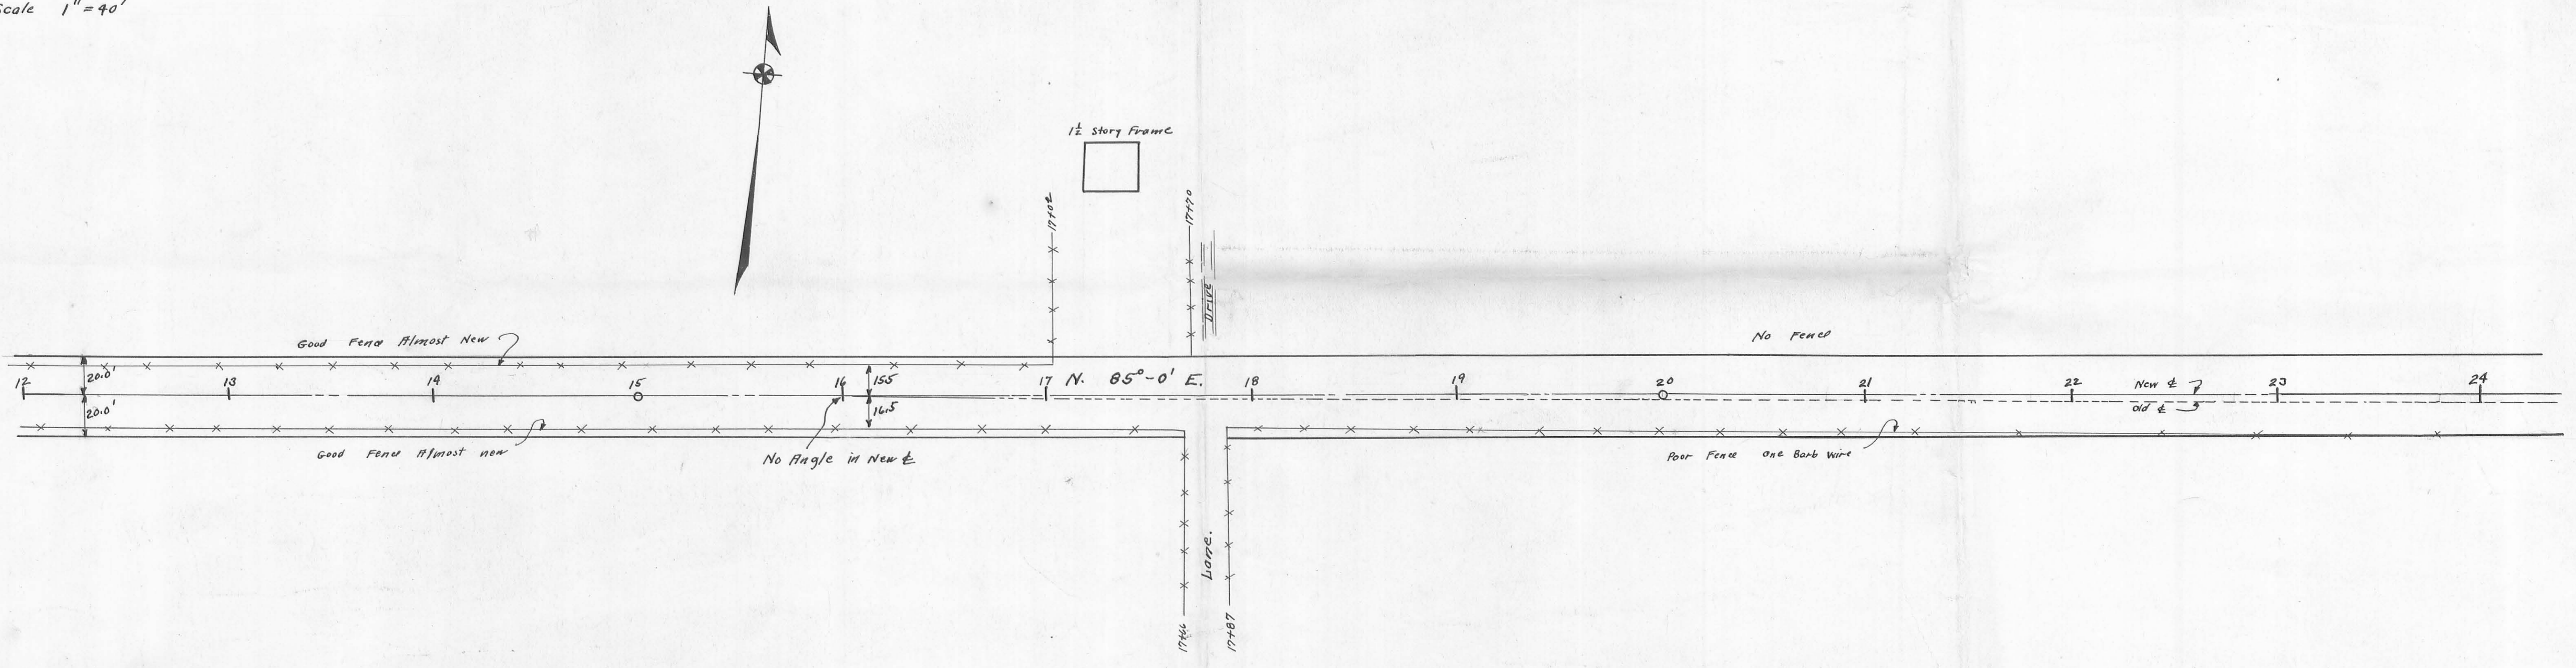 Scale 1" = 40'
1½ Story Frame
17+02
17+70
Drive
Good Fence Almost New
No Fence
12 13 14 15 16 17 18 19 20 21 22 23 24
N. 85°-0' E.
20.0'
20.0'
15.5
16.5
New ℄
Old ℄
Good Fence Almost new
No Angle in New ℄
Poor Fence one Barb Wire
Lane.
17+66
17+87